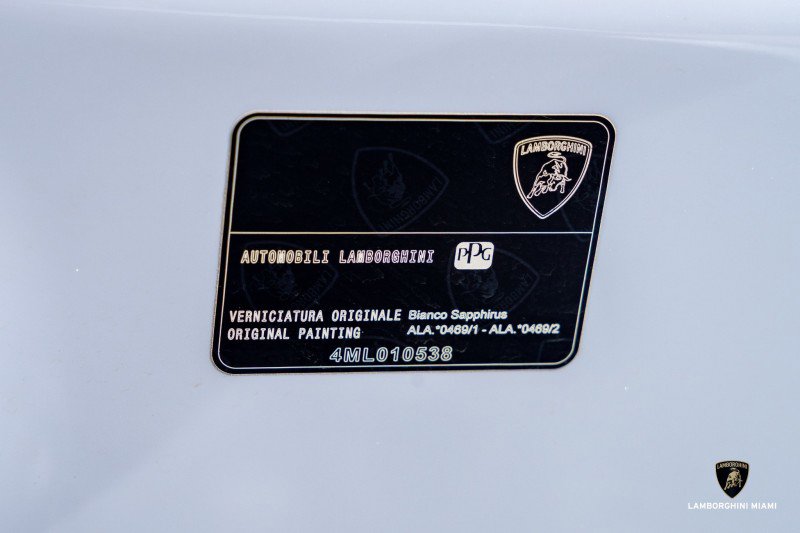 LAMBORGHINI
AUTOMOBILI LAMBORGHINI PPG
VERNICIATURA ORIGINALE Bianco Sapphirus
ORIGINAL PAINTING ALA.*0469/1 - ALA.*0469/2
4ML010538
LAMBORGHINI
LAMBORGHINI MIAMI